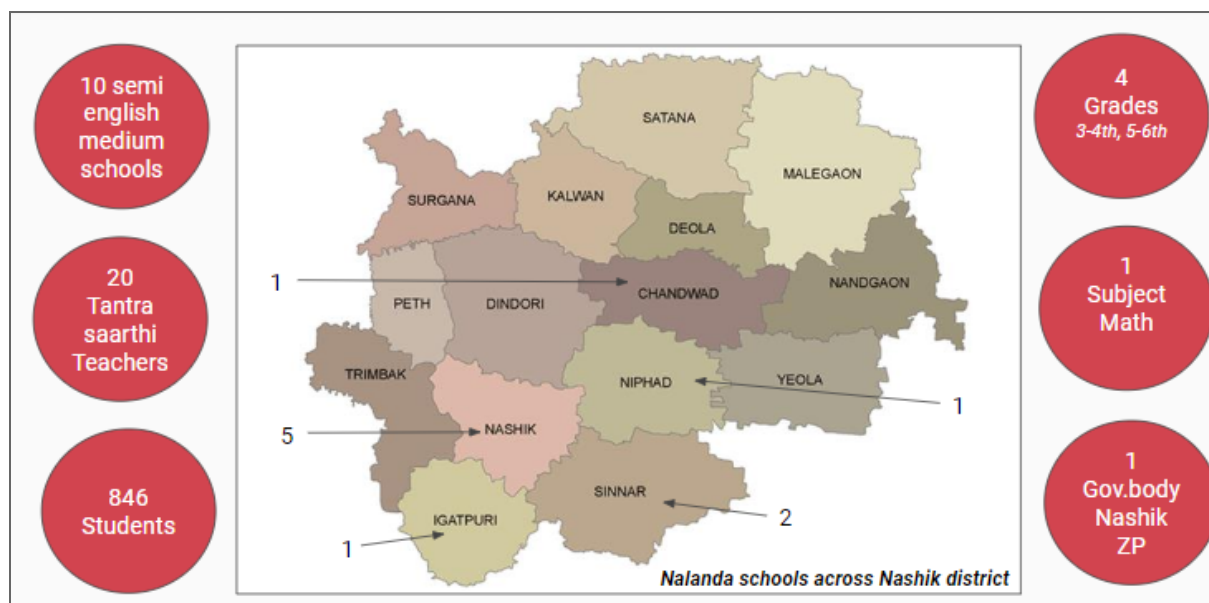 10 semi
english
medium
schools
20
Tantra
saarthi
Teachers
846
Students
SATANA
MALEGAON
SURGANA
KALWAN
DEOLA
1
PETH
DINDORI
CHANDWAD
NANDGAON
TRIMBAK
NIPHAD
YEOLA
1
5
NASHIK
SINNAR
2
IGATPURI
1
Nalanda schools across Nashik district
4
Grades
3-4th, 5-6th
1
Subject
Math
1
Gov.body
Nashik
ZP